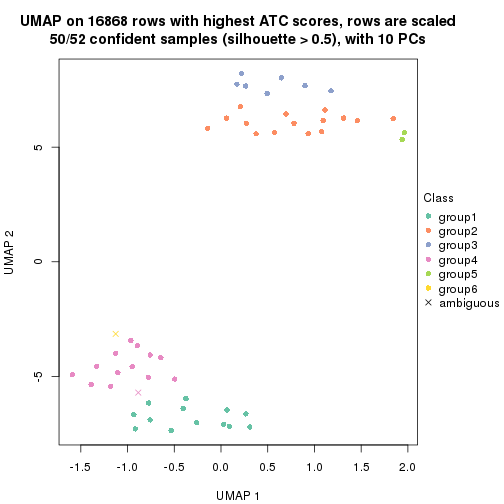 UMAP on 16868 rows with highest ATC scores, rows are scaled
50/52 confident samples (silhouette > 0.5), with 10 PCs
5
0
-5
UMAP 2
-1.5
-1.0
-0.5
0.0
0.5
1.0
1.5
2.0
UMAP 1
Class
group1
group2
group3
group4
group5
group6
ambiguous